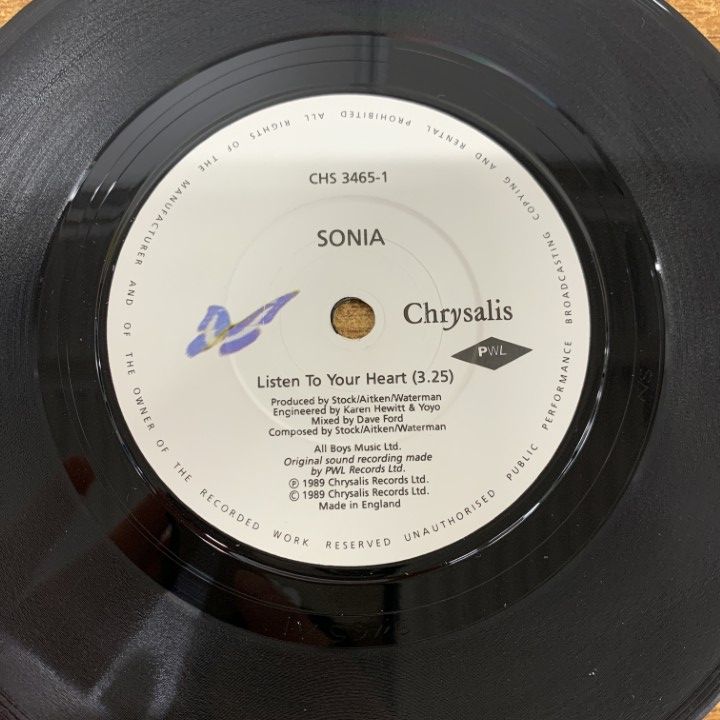 CHS 3465-1
SONIA
Chrysalis
PWL
Listen To Your Heart (3.25)
Produced by Stock/Aitken/Waterman
Engineered by Karen Hewitt & Yoyo
Mixed by Dave Ford
Composed by Stock/Aitken/Waterman
All Boys Music Ltd.
Original sound recording made
by PWL Records Ltd.
℗ 1989 Chrysalis Records Ltd.
© 1989 Chrysalis Records Ltd.
Made in England
ALL RIGHTS OF THE MANUFACTURER AND OF THE OWNER OF THE RECORDED WORK RESERVED UNAUTHORISED PUBLIC PERFORMANCE BROADCASTING COPYING AND RENTAL PROHIBITED